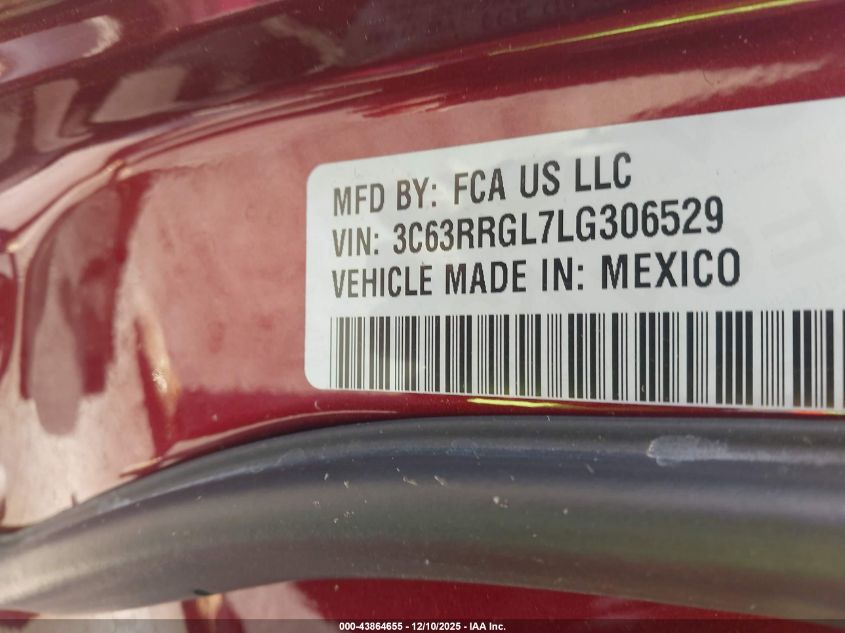 MFD BY: FCA US LLC
VIN: 3C63RRGL7LG306529
VEHICLE MADE IN: MEXICO
000-43864655 - 12/10/2025 - IAA Inc.